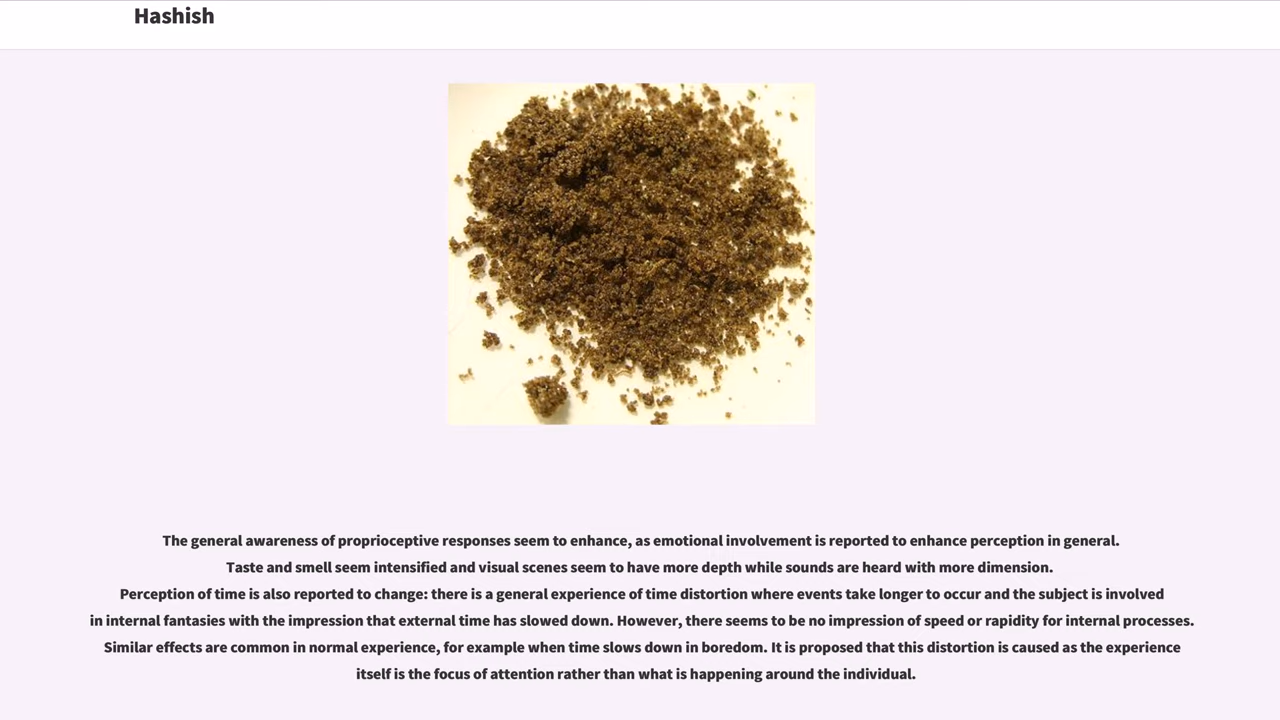 Hashish
The general awareness of proprioceptive responses seem to enhance, as emotional involvement is reported to enhance perception in general.
Taste and smell seem intensified and visual scenes seem to have more depth while sounds are heard with more dimension.
Perception of time is also reported to change: there is a general experience of time distortion where events take longer to occur and the subject is involved
in internal fantasies with the impression that external time has slowed down. However, there seems to be no impression of speed or rapidity for internal processes.
Similar effects are common in normal experience, for example when time slows down in boredom. It is proposed that this distortion is caused as the experience
itself is the focus of attention rather than what is happening around the individual.